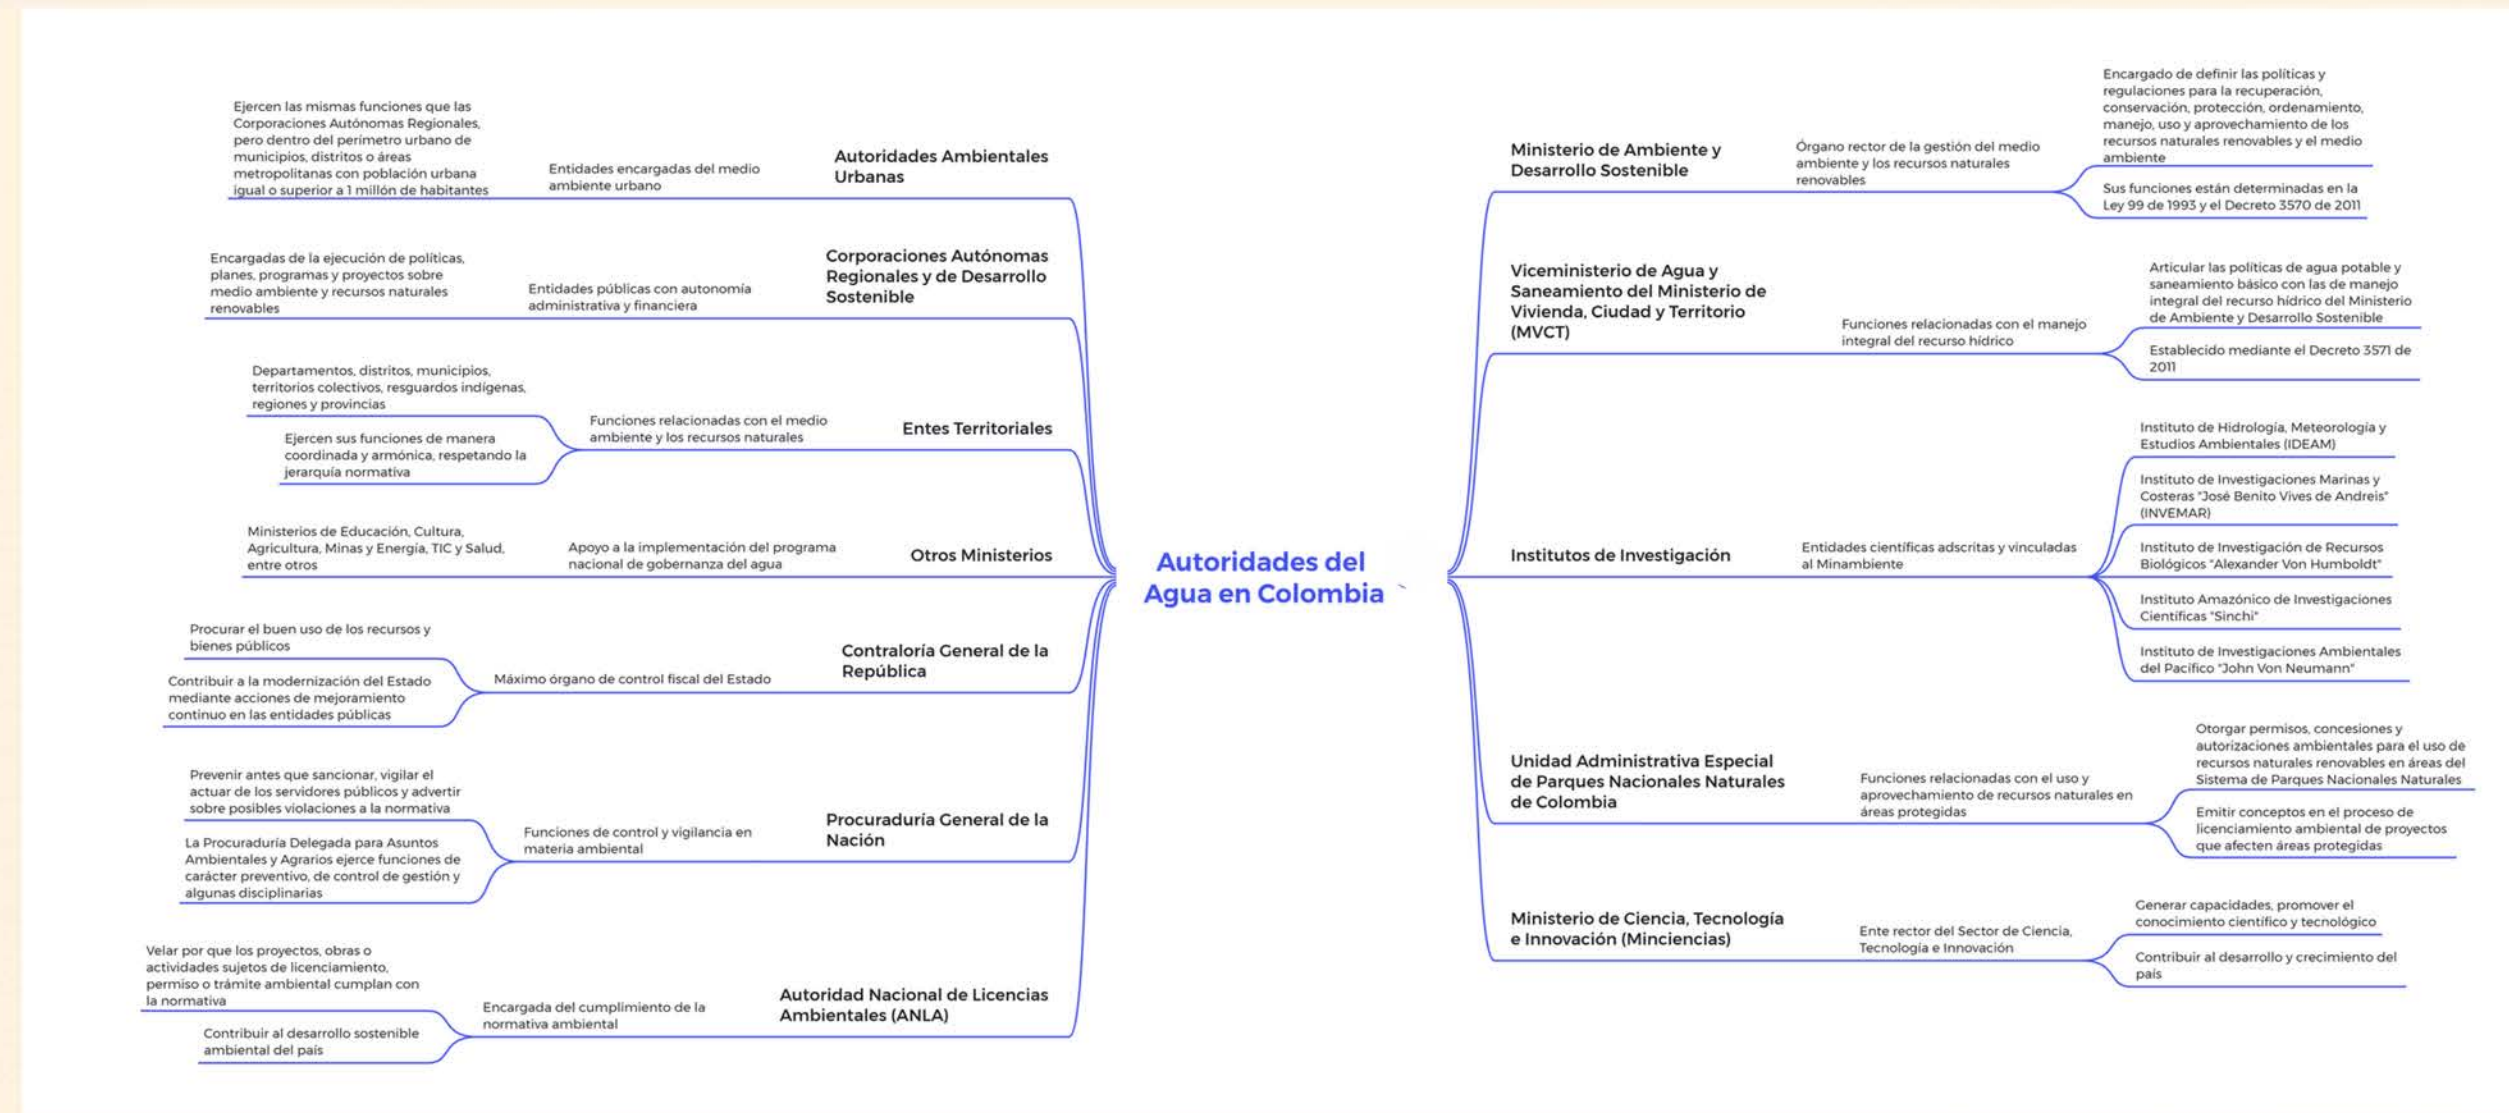 Autoridades del
Agua en Colombia
Autoridades Ambientales
Urbanas
Entidades encargadas del medio
ambiente urbano
Ejercen las mismas funciones que las
Corporaciones Autónomas Regionales,
pero dentro del perímetro urbano de
municipios, distritos o áreas
metropolitanas con población urbana
igual o superior a 1 millón de habitantes
Corporaciones Autónomas
Regionales y de Desarrollo
Sostenible
Entidades públicas con autonomía
administrativa y financiera
Encargadas de la ejecución de políticas,
planes, programas y proyectos sobre
medio ambiente y recursos naturales
renovables
Entes Territoriales
Funciones relacionadas con el medio
ambiente y los recursos naturales
Departamentos, distritos, municipios,
territorios colectivos, resguardos indígenas,
regiones y provincias
Ejercen sus funciones de manera
coordinada y armónica, respetando la
jerarquía normativa
Otros Ministerios
Apoyo a la implementación del programa
nacional de gobernanza del agua
Ministerios de Educación, Cultura,
Agricultura, Minas y Energía, TIC y Salud,
entre otros
Contraloría General de la
República
Máximo órgano de control fiscal del Estado
Procurar el buen uso de los recursos y
bienes públicos
Contribuir a la modernización del Estado
mediante acciones de mejoramiento
continuo en las entidades públicas
Procuraduría General de la
Nación
Funciones de control y vigilancia en
materia ambiental
Prevenir antes que sancionar, vigilar el
actuar de los servidores públicos y advertir
sobre posibles violaciones a la normativa
La Procuraduría Delegada para Asuntos
Ambientales y Agrarios ejerce funciones de
carácter preventivo, de control de gestión y
algunas disciplinarias
Autoridad Nacional de Licencias
Ambientales (ANLA)
Encargada del cumplimiento de la
normativa ambiental
Velar por que los proyectos, obras o
actividades sujetos de licenciamiento,
permiso o trámite ambiental cumplan con
la normativa
Contribuir al desarrollo sostenible
ambiental del país
Ministerio de Ambiente y
Desarrollo Sostenible
Órgano rector de la gestión del medio
ambiente y los recursos naturales
renovables
Encargado de definir las políticas y
regulaciones para la recuperación,
conservación, protección, ordenamiento,
manejo, uso y aprovechamiento de los
recursos naturales renovables y el medio
ambiente
Sus funciones están determinadas en la
Ley 99 de 1993 y el Decreto 3570 de 2011
Viceministerio de Agua y
Saneamiento del Ministerio de
Vivienda, Ciudad y Territorio
(MVCT)
Funciones relacionadas con el manejo
integral del recurso hídrico
Articular las políticas de agua potable y
saneamiento básico con las de manejo
integral del recurso hídrico del Ministerio
de Ambiente y Desarrollo Sostenible
Establecido mediante el Decreto 3571 de
2011
Institutos de Investigación
Entidades científicas adscritas y vinculadas
al Minambiente
Instituto de Hidrología, Meteorología y
Estudios Ambientales (IDEAM)
Instituto de Investigaciones Marinas y
Costeras "José Benito Vives de Andreis"
(INVEMAR)
Instituto de Investigación de Recursos
Biológicos "Alexander Von Humboldt"
Instituto Amazónico de Investigaciones
Científicas "Sinchi"
Instituto de Investigaciones Ambientales
del Pacífico "John Von Neumann"
Unidad Administrativa Especial
de Parques Nacionales Naturales
de Colombia
Funciones relacionadas con el uso y
aprovechamiento de recursos naturales en
áreas protegidas
Otorgar permisos, concesiones y
autorizaciones ambientales para el uso de
recursos naturales renovables en áreas del
Sistema de Parques Nacionales Naturales
Emitir conceptos en el proceso de
licenciamiento ambiental de proyectos
que afecten áreas protegidas
Ministerio de Ciencia, Tecnología
e Innovación (Minciencias)
Ente rector del Sector de Ciencia,
Tecnología e Innovación
Generar capacidades, promover el
conocimiento científico y tecnológico
Contribuir al desarrollo y crecimiento del
país